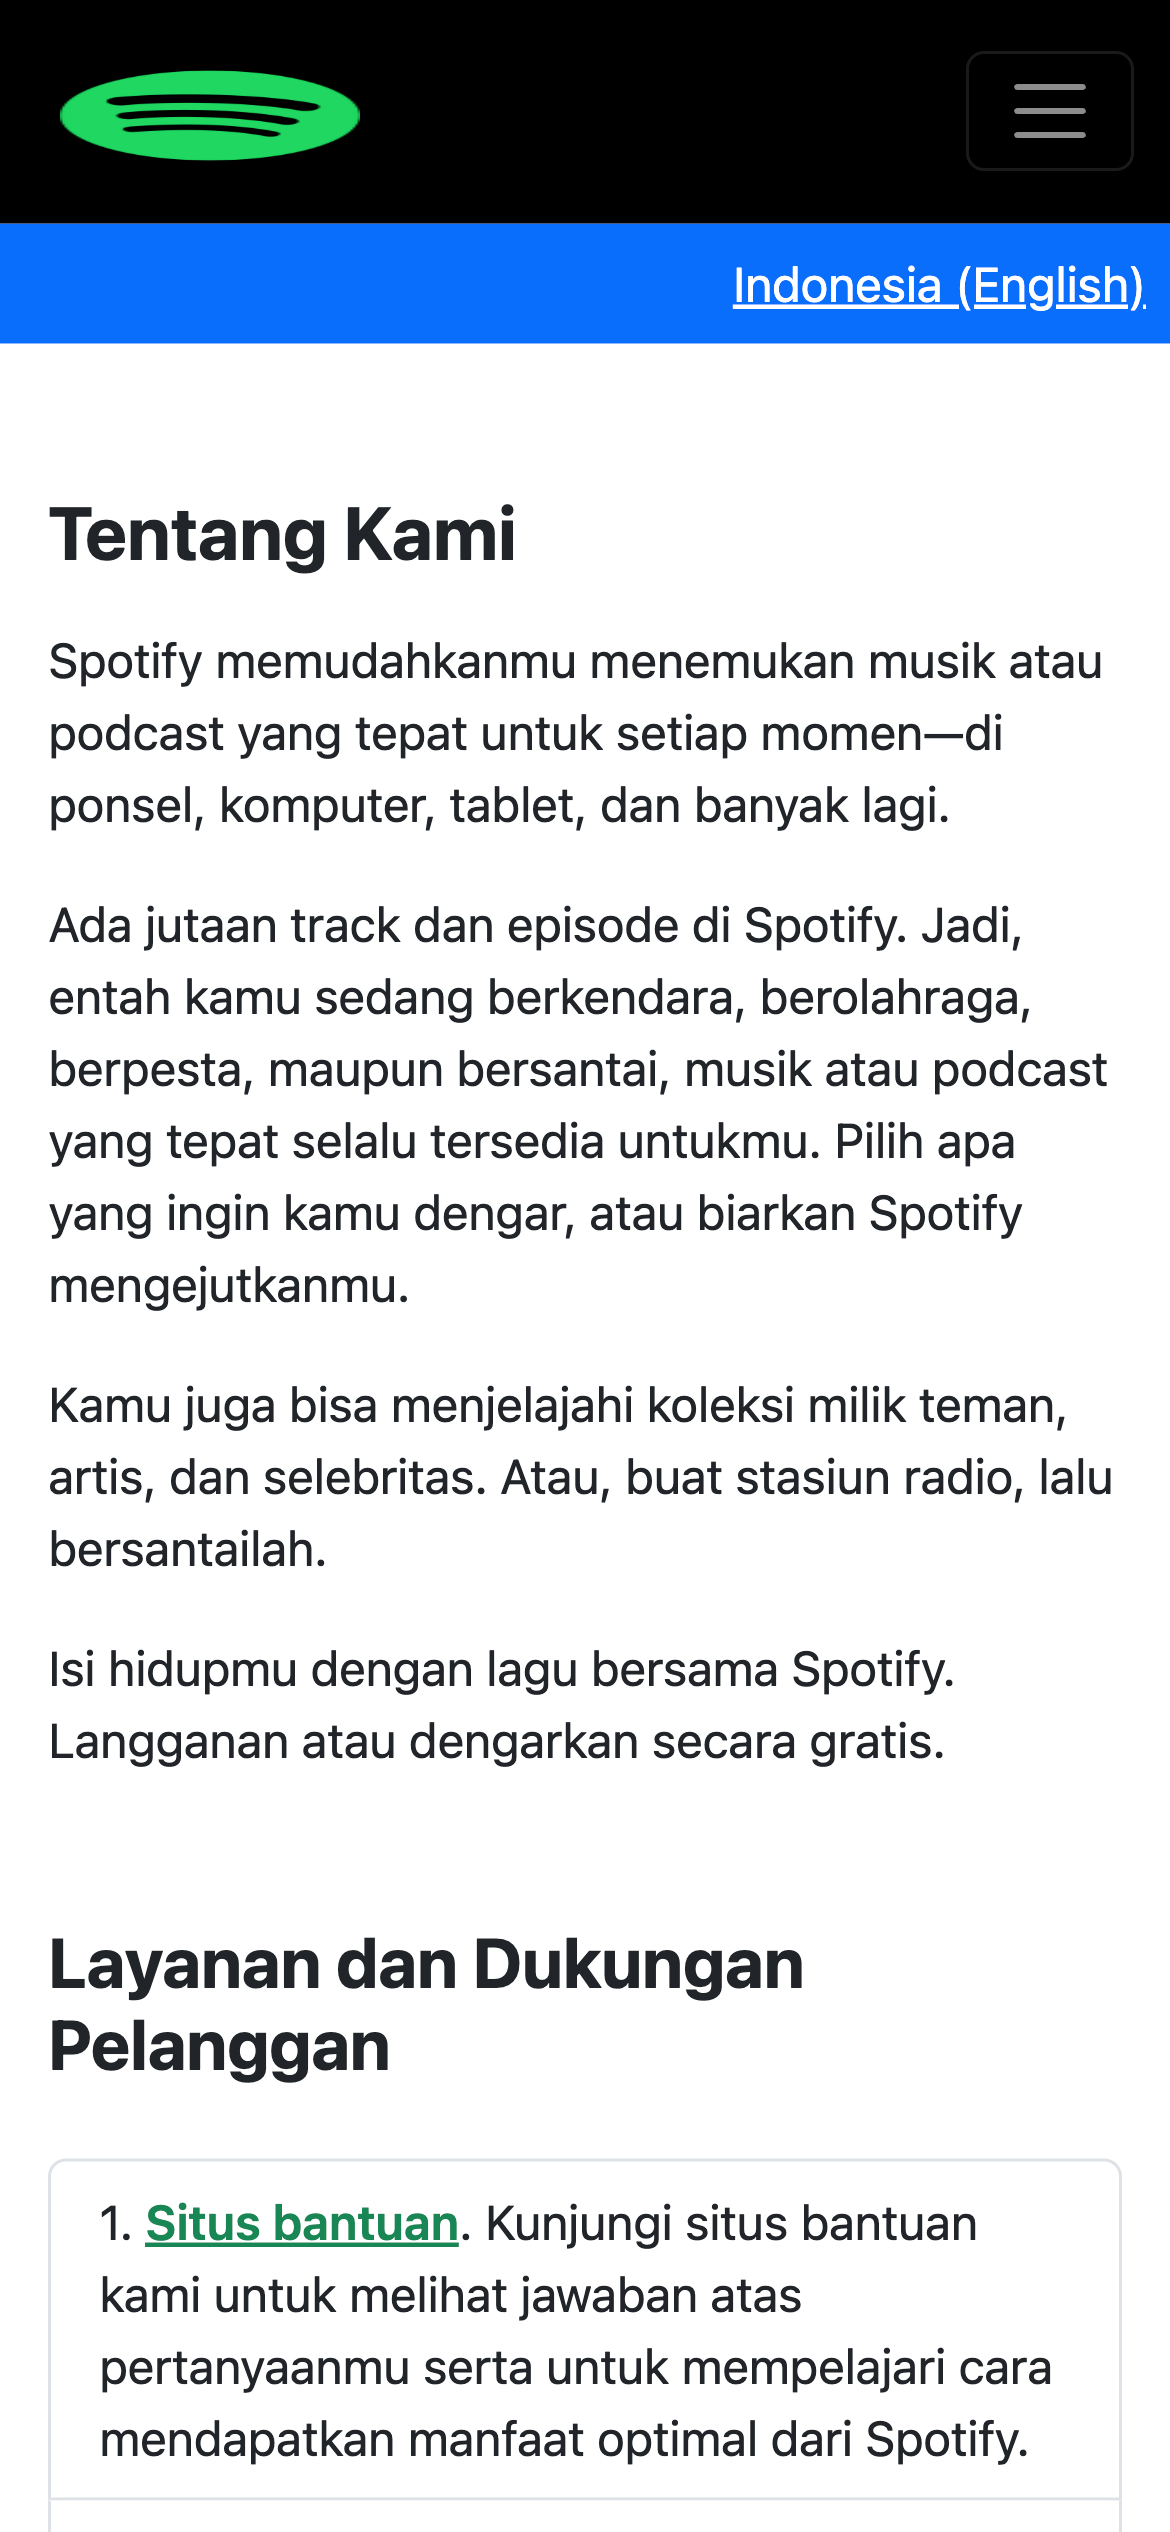 Indonesia (English)
Tentang Kami
Spotify memudahkanmu menemukan musik atau
podcast yang tepat untuk setiap momen—di
ponsel, komputer, tablet, dan banyak lagi.
Ada jutaan track dan episode di Spotify. Jadi,
entah kamu sedang berkendara, berolahraga,
berpesta, maupun bersantai, musik atau podcast
yang tepat selalu tersedia untukmu. Pilih apa
yang ingin kamu dengar, atau biarkan Spotify
mengejutkanmu.
Kamu juga bisa menjelajahi koleksi milik teman,
artis, dan selebritas. Atau, buat stasiun radio, lalu
bersantailah.
Isi hidupmu dengan lagu bersama Spotify.
Langganan atau dengarkan secara gratis.
Layanan dan Dukungan
Pelanggan
1. Situs bantuan. Kunjungi situs bantuan
kami untuk melihat jawaban atas
pertanyaanmu serta untuk mempelajari cara
mendapatkan manfaat optimal dari Spotify.